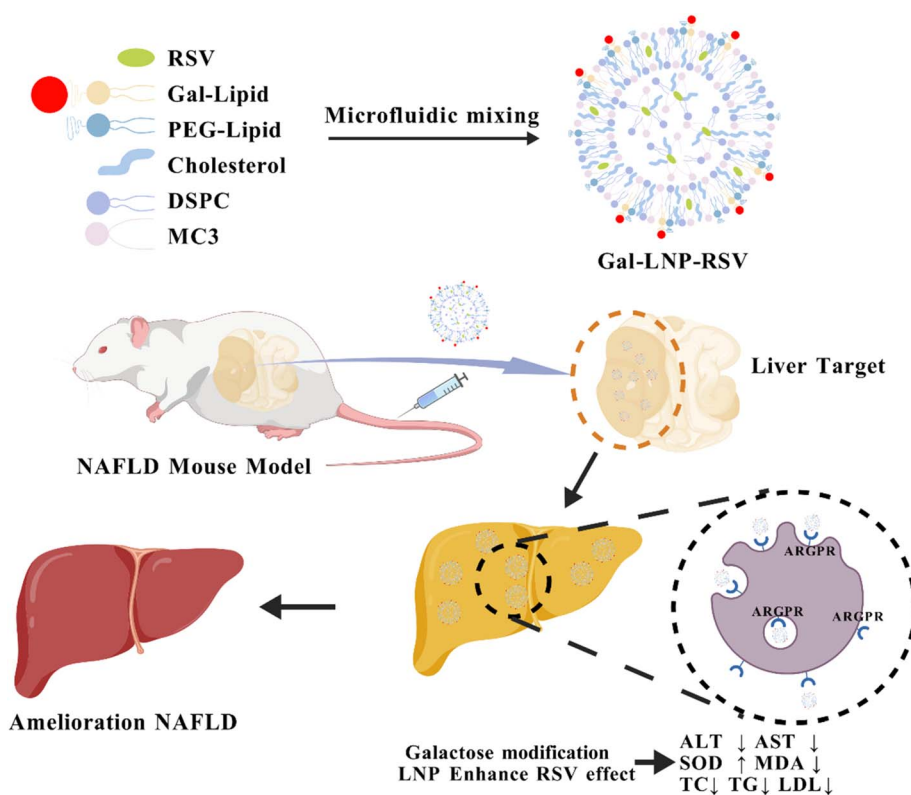 RSV
Gal-Lipid
PEG-Lipid
Cholesterol
DSPC
MC3
Microfluidic mixing
Gal-LNP-RSV
NAFLD Mouse Model
Liver Target
ARGPR
ARGPR
ARGPR
Amelioration NAFLD
Galactose modification
LNP Enhance RSV effect
ALT ↓ AST ↓
SOD ↑ MDA ↓
TC↓ TG↓ LDL↓